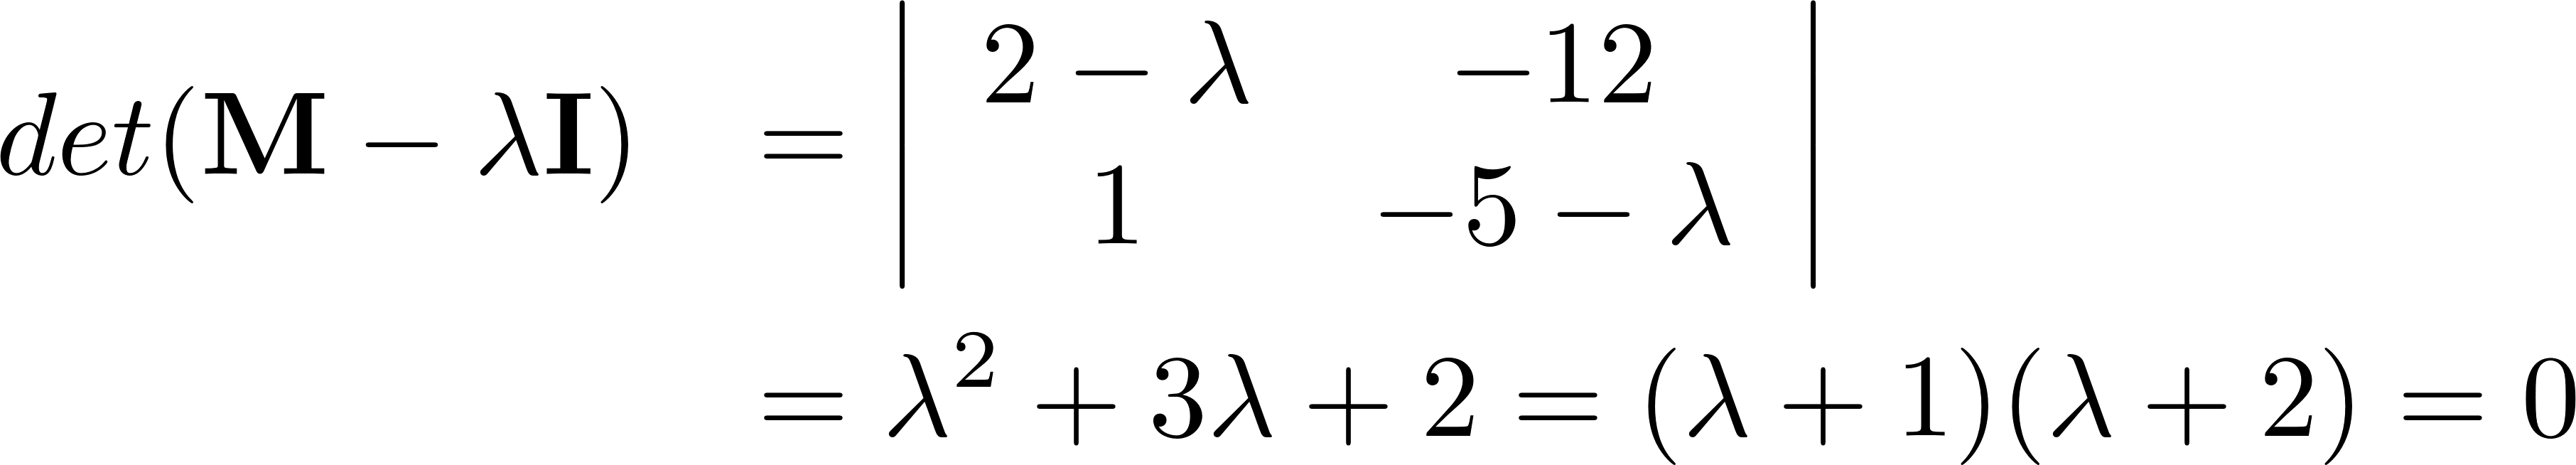 det(M − λI) = | 2 − λ −12 |
| 1 −5 − λ |
= λ² + 3λ + 2 = (λ + 1)(λ + 2) = 0